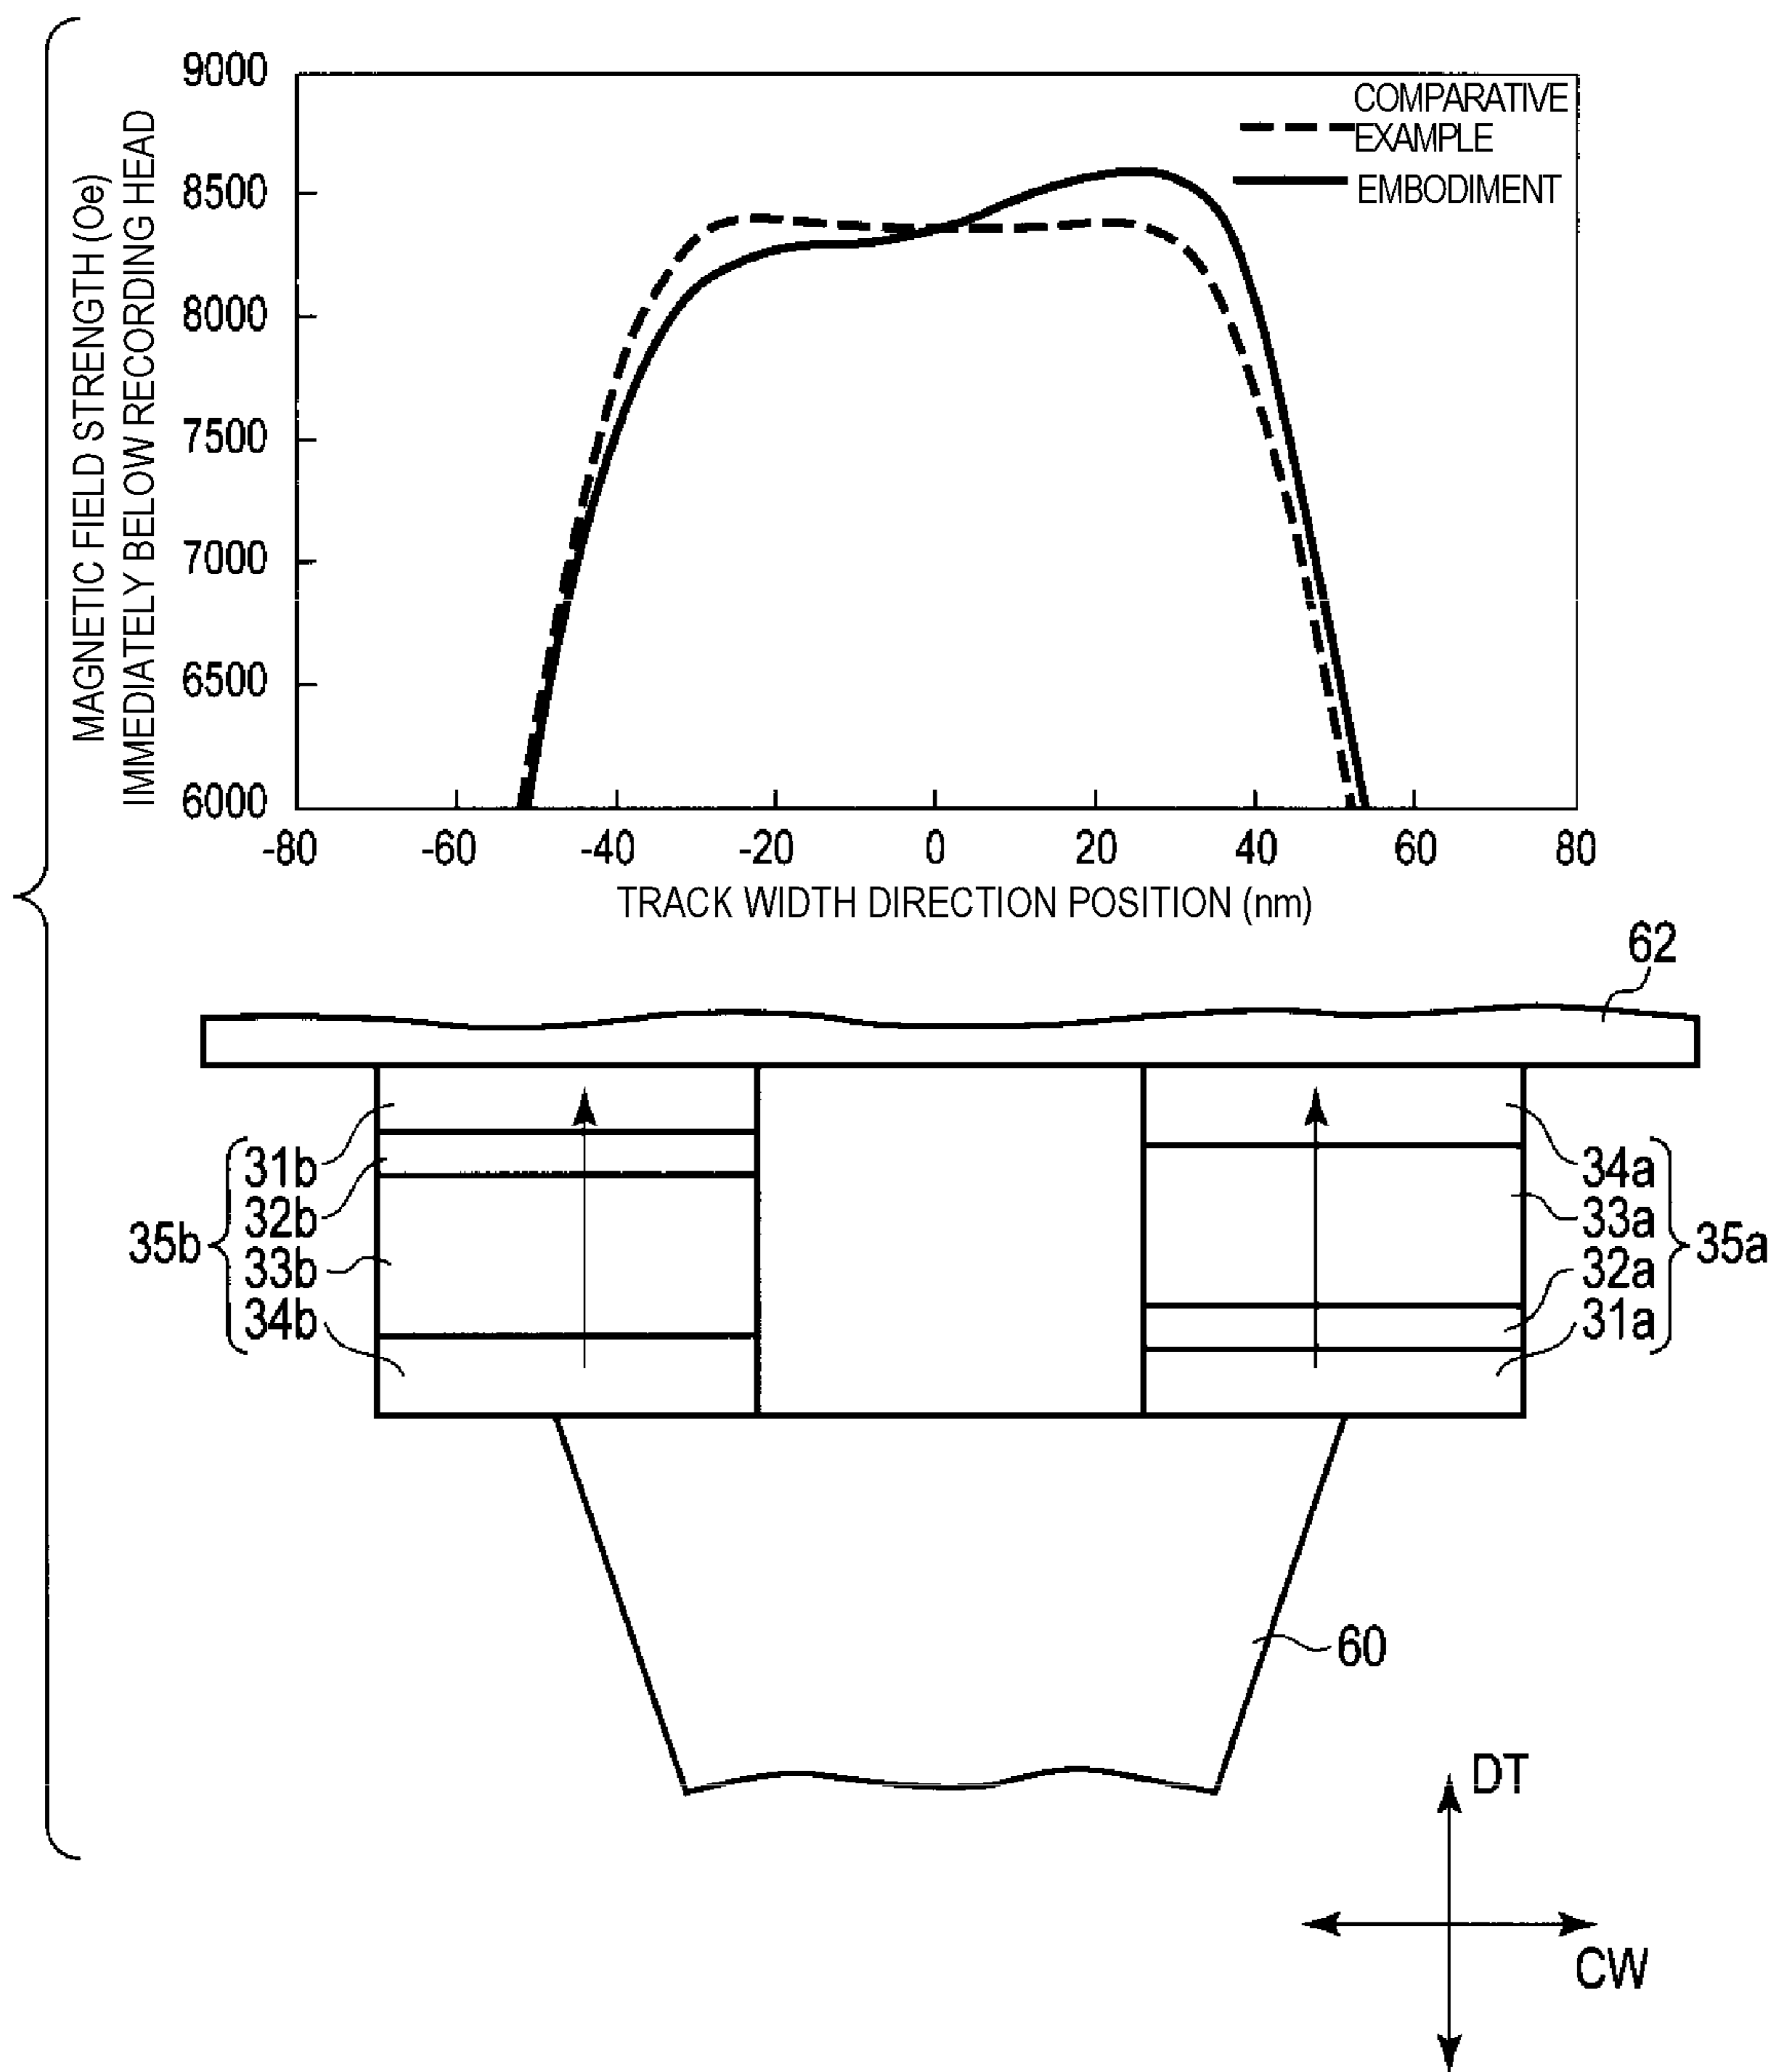 MAGNETIC FIELD STRENGTH (Oe)
IMMEDIATELY BELOW RECORDING HEAD
9000
8500
8000
7500
7000
6500
6000
COMPARATIVE
EXAMPLE
EMBODIMENT
-80 -60 -40 -20 0 20 40 60 80
TRACK WIDTH DIRECTION POSITION (nm)
62
35b
31b
32b
33b
34b
34a
33a
32a
31a
35a
60
DT
CW